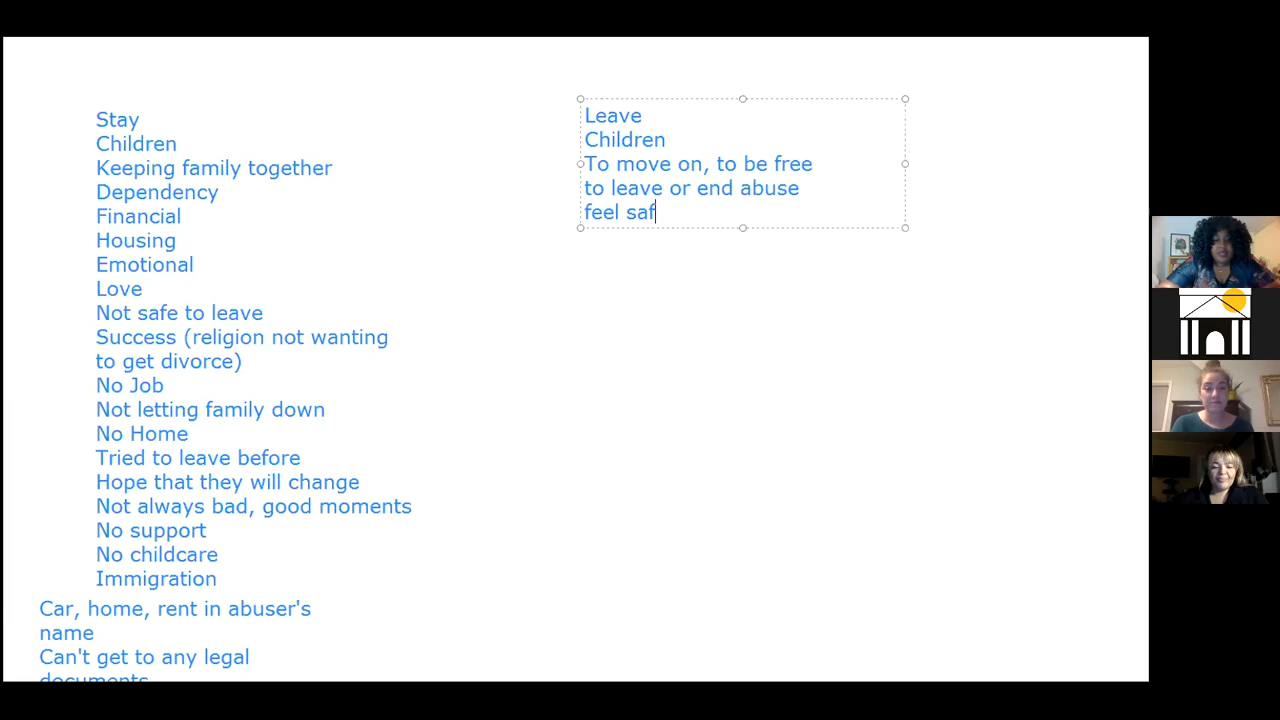 Stay
Children
Keeping family together
Dependency
Financial
Housing
Emotional
Love
Not safe to leave
Success (religion not wanting
to get divorce)
No Job
Not letting family down
No Home
Tried to leave before
Hope that they will change
Not always bad, good moments
No support
No childcare
Immigration
Car, home, rent in abuser's
name
Can't get to any legal
documents
Leave
Children
To move on, to be free
to leave or end abuse
feel saf